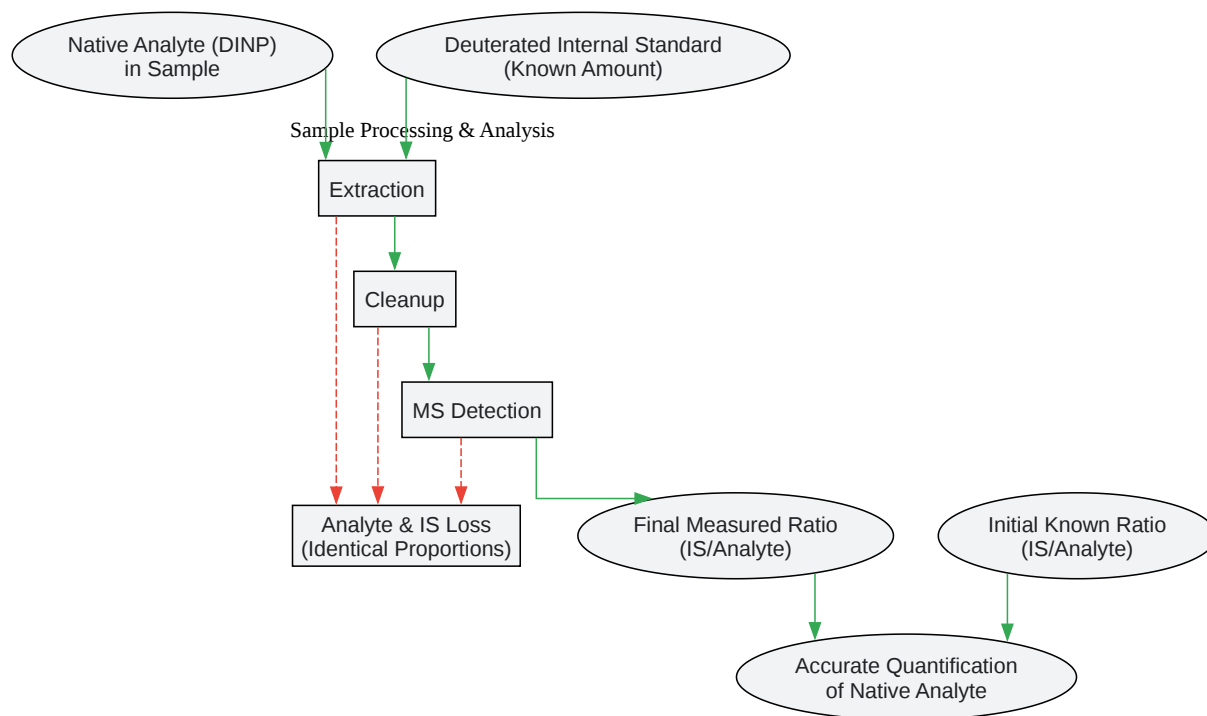 Native Analyte (DINP)
in Sample
Deuterated Internal Standard
(Known Amount)
Sample Processing & Analysis
Extraction
Cleanup
MS Detection
Analyte & IS Loss
(Identical Proportions)
Final Measured Ratio
(IS/Analyte)
Initial Known Ratio
(IS/Analyte)
Accurate Quantification
of Native Analyte